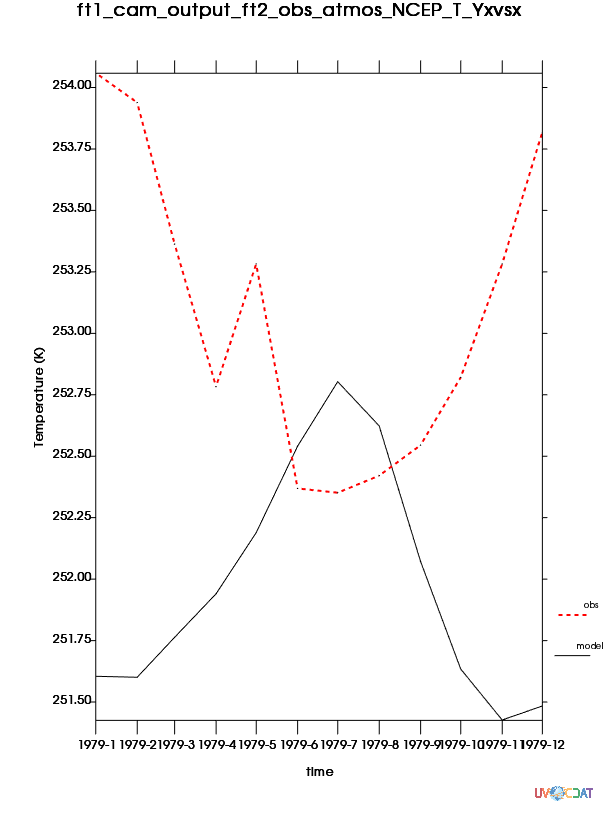 ft1_cam_output_ft2_obs_atmos_NCEP_T_Yxvsx
254.00
253.75
253.50
253.25
253.00
252.75
252.50
252.25
252.00
251.75
251.50
Temperature (K)
obs
model
1979-1 1979-2 1979-3 1979-4 1979-5 1979-6 1979-7 1979-8 1979-9 1979-10 1979-11 1979-12
time
UV CDAT